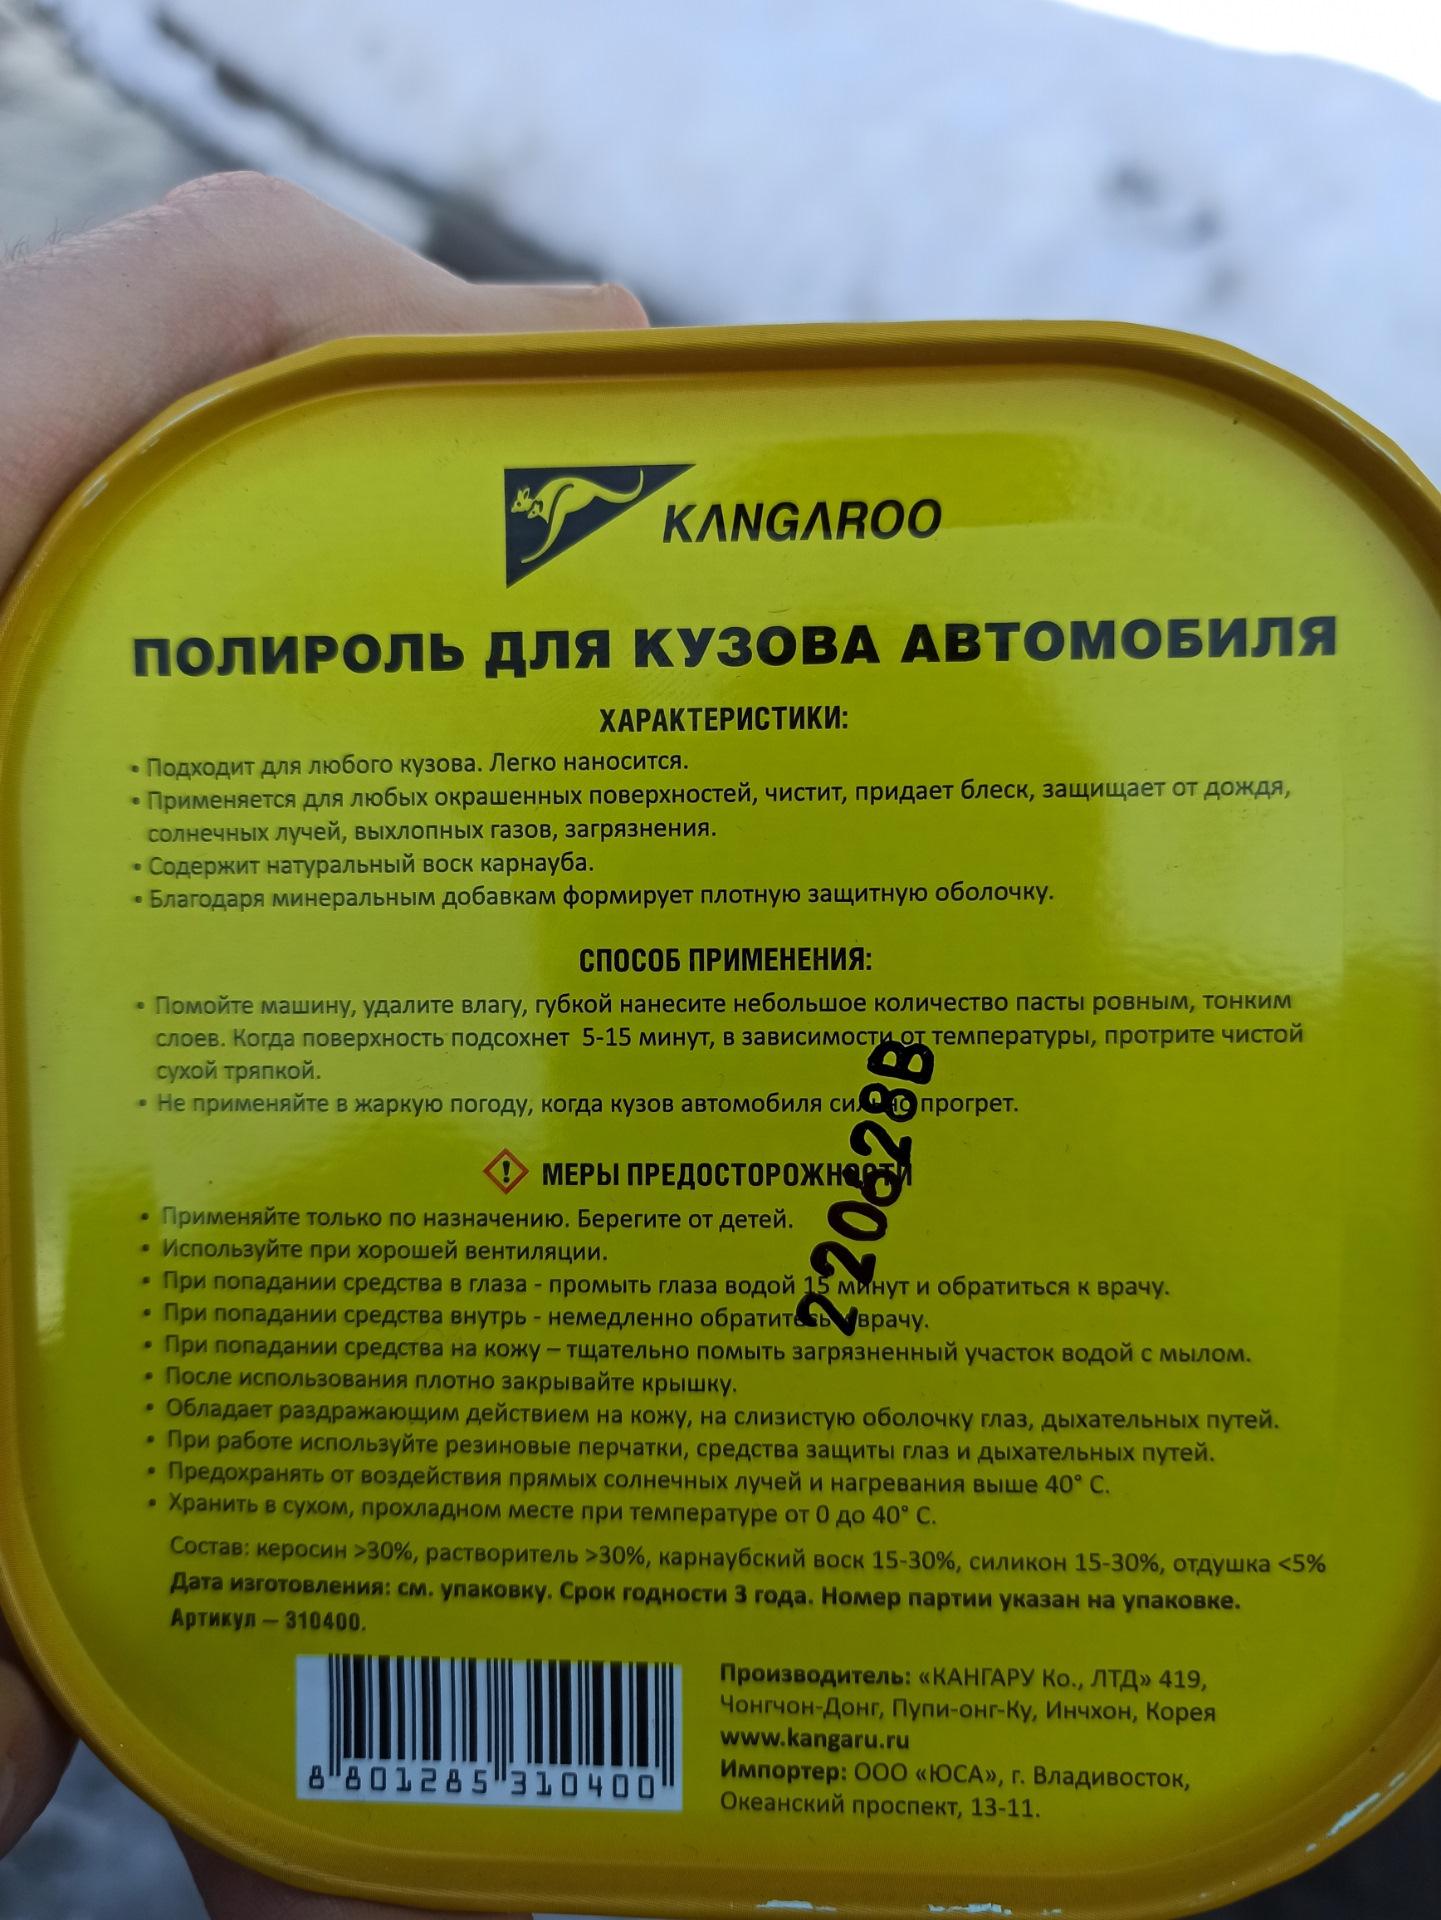 KANGAROO
ПОЛИРОЛЬ ДЛЯ КУЗОВА АВТОМОБИЛЯ
ХАРАКТЕРИСТИКИ:
• Подходит для любого кузова. Легко наносится.
• Применяется для любых окрашенных поверхностей, чистит, придает блеск, защищает от дождя,
солнечных лучей, выхлопных газов, загрязнения.
• Содержит натуральный воск карнауба.
• Благодаря минеральным добавкам формирует плотную защитную оболочку.
СПОСОБ ПРИМЕНЕНИЯ:
• Помойте машину, удалите влагу, губкой нанесите небольшое количество пасты ровным, тонким
слоев. Когда поверхность подсохнет 5-15 минут, в зависимости от температуры, протрите чистой
сухой тряпкой.
• Не применяйте в жаркую погоду, когда кузов автомобиля сильно прогрет.
! МЕРЫ ПРЕДОСТОРОЖНОСТИ
• Применяйте только по назначению. Берегите от детей.
• Используйте при хорошей вентиляции.
• При попадании средства в глаза - промыть глаза водой 15 минут и обратиться к врачу.
• При попадании средства внутрь - немедленно обратитесь врачу.
• При попадании средства на кожу – тщательно помыть загрязненный участок водой с мылом.
• После использования плотно закрывайте крышку.
• Обладает раздражающим действием на кожу, на слизистую оболочку глаз, дыхательных путей.
• При работе используйте резиновые перчатки, средства защиты глаз и дыхательных путей.
• Предохранять от воздействия прямых солнечных лучей и нагревания выше 40° С.
• Хранить в сухом, прохладном месте при температуре от 0 до 40° С.
220628B
Состав: керосин >30%, растворитель >30%, карнаубский воск 15-30%, силикон 15-30%, отдушка <5%
Дата изготовления: см. упаковку. Срок годности 3 года. Номер партии указан на упаковке.
Артикул – 310400.
8 801285 310400
Производитель: «КАНГАРУ Ко., ЛТД» 419,
Чонгчон-Донг, Пупи-онг-Ку, Инчхон, Корея
www.kangaru.ru
Импортер: ООО «ЮСА», г. Владивосток,
Океанский проспект, 13-11.